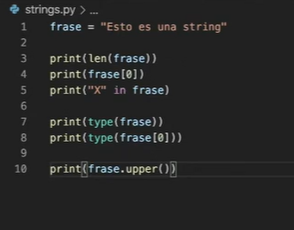 strings.py > ...
1 frase = "Esto es una string"
2
3 print(len(frase))
4 print(frase[0])
5 print("X" in frase)
6
7 print(type(frase))
8 print(type(frase[0]))
9
10 print(frase.upper())